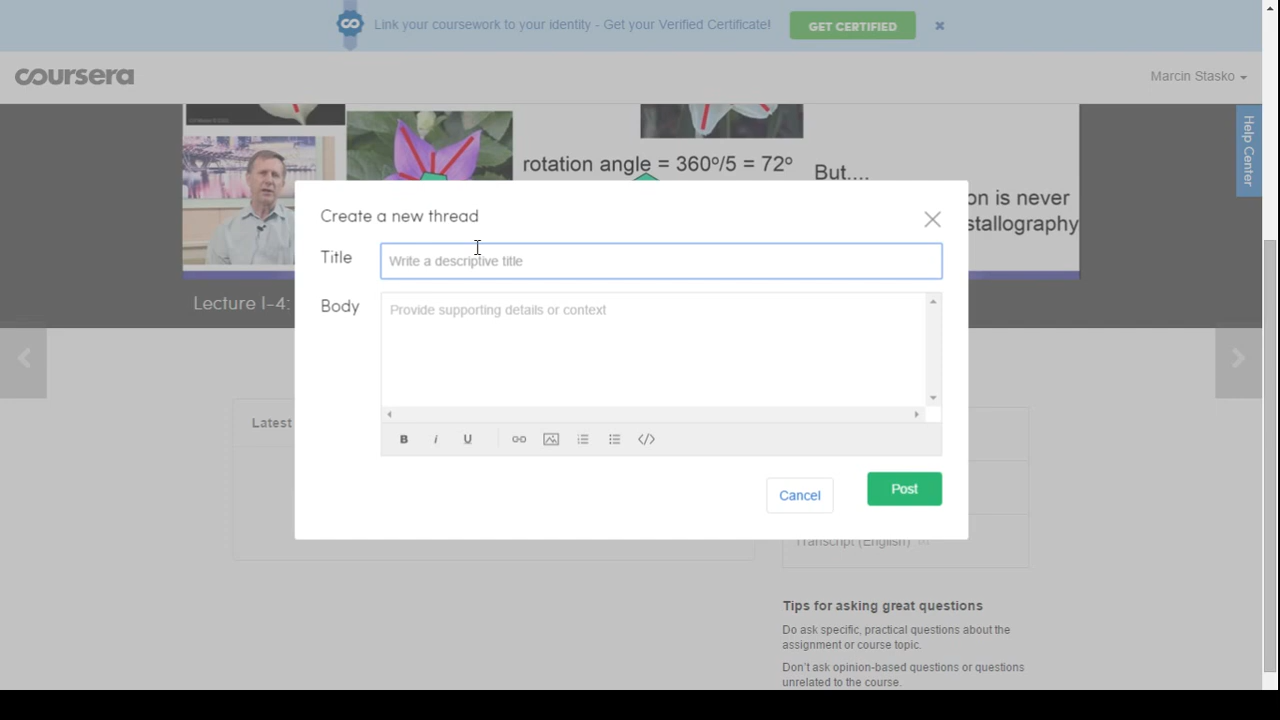 Link your coursework to your identity - Get your Verified Certificate!
GET CERTIFIED
coursera
Marcin Stasko
Help Center
rotation angle = 360º/5 = 72º
But....
on is never
stallography
Lecture I-4:
Create a new thread
Title
Write a descriptive title
Body
Provide supporting details or context
B i U
Cancel
Post
Latest
Transcript (English)
Tips for asking great questions
Do ask specific, practical questions about the
assignment or course topic.
Don't ask opinion-based questions or questions
unrelated to the course.